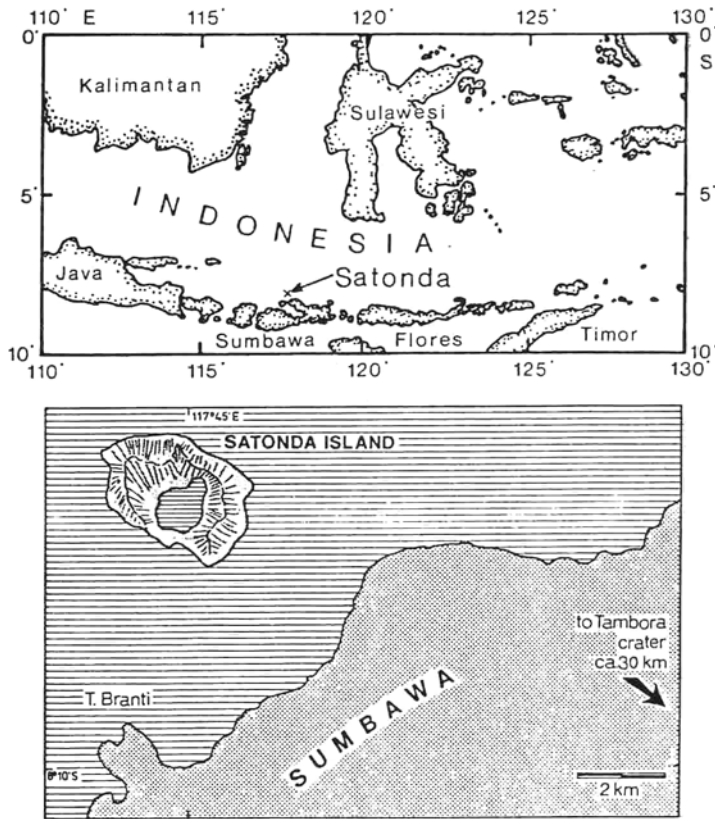 110° E 115° 120° 125° 130°
0° 0°
S
Kalimantan
Sulawesi
5° 5°
INDONESIA
Java
Satonda
10° 10°
Sumbawa Flores Timor
110° 115° 120° 125° 130°
117°45'E
SATONDA ISLAND
to Tambora
crater
ca.30 km
T. Branti
SUMBAWA
8°10'S
2 km